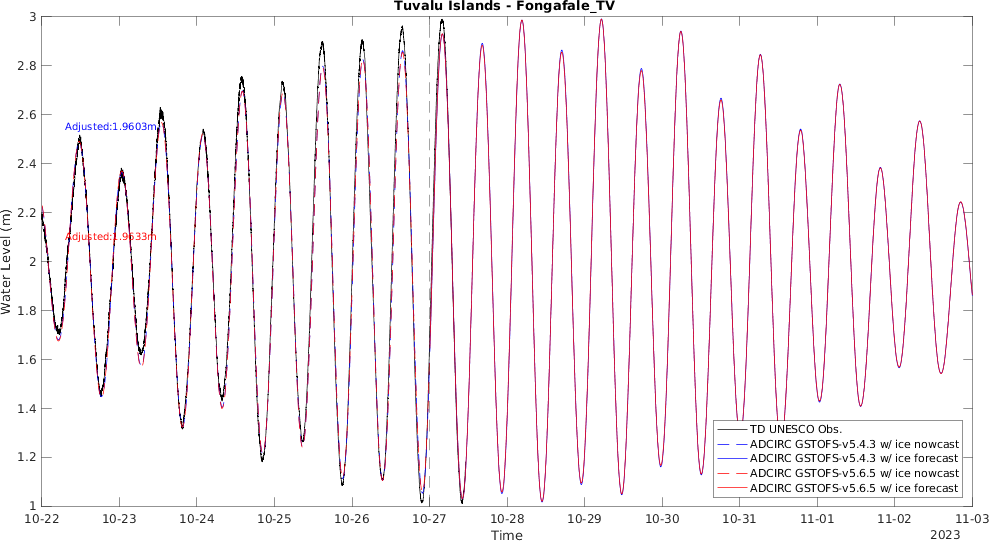 Tuvalu Islands - Fongafale_TV
Water Level (m)
3
2.8
2.6
2.4
2.2
2
1.8
1.6
1.4
1.2
1
Adjusted:1.9603m
Adjusted:1.9633m
TD UNESCO Obs.
ADCIRC GSTOFS-v5.4.3 w/ ice nowcast
ADCIRC GSTOFS-v5.4.3 w/ ice forecast
ADCIRC GSTOFS-v5.6.5 w/ ice nowcast
ADCIRC GSTOFS-v5.6.5 w/ ice forecast
10-22 10-23 10-24 10-25 10-26 10-27 10-28 10-29 10-30 10-31 11-01 11-02 11-03
Time
2023